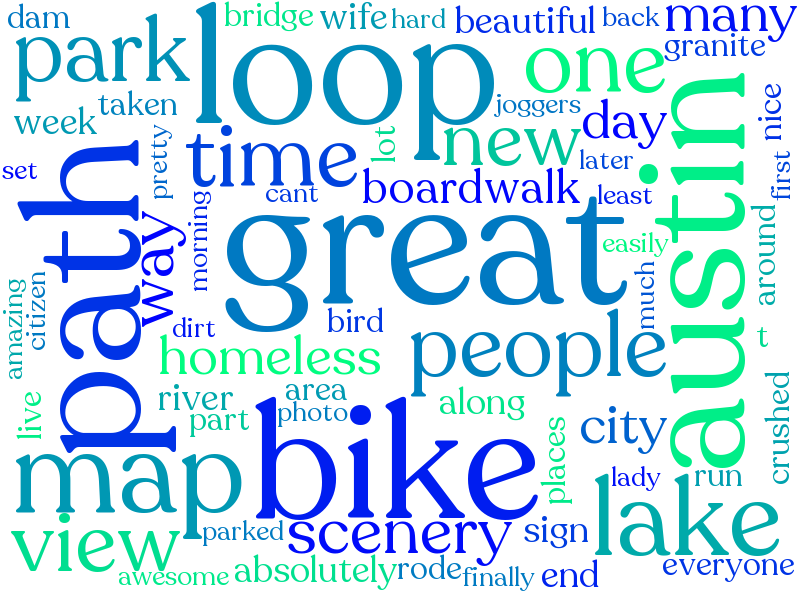 dam
bridge
wife
hard
beautiful
back
many
park
loop
one
granite
taken
joggers
week
time
lot
new
day
nice
austin
set
pretty
cant
boardwalk
later
least
first
path
way
morning
great
easily
around
much
amazing
citizen
dirt
bird
people
t
homeless
live
river
area
part
photo
along
city
places
crushed
map
bike
lady
run
lake
view
parked
scenery
sign
awesome
absolutely
rode
finally
end
everyone